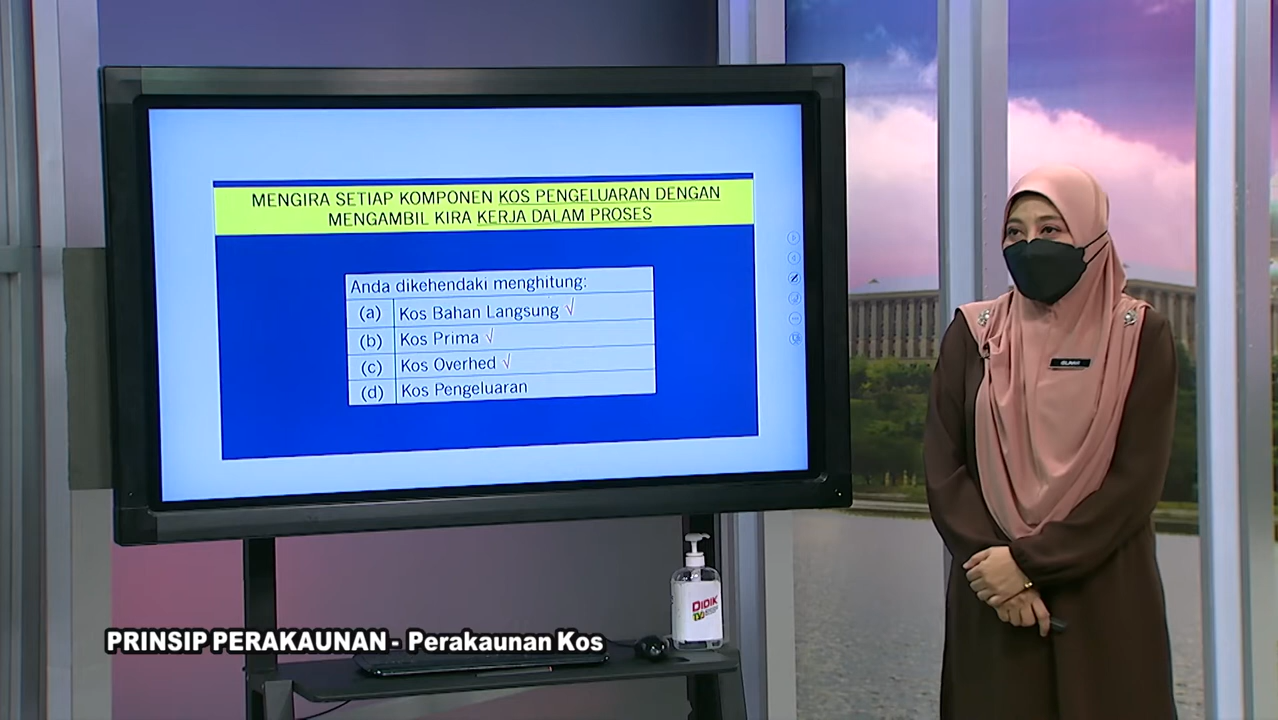 MENGIRA SETIAP KOMPONEN KOS PENGELUARAN DENGAN
MENGAMBIL KIRA KERJA DALAM PROSES
Anda dikehendaki menghitung:
(a) Kos Bahan Langsung √
(b) Kos Prima √
(c) Kos Overhed √
(d) Kos Pengeluaran
DIDIK
PRINSIP PERAKAUNAN - Perakaunan Kos